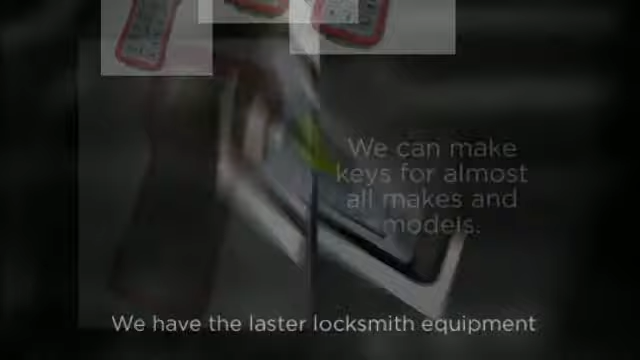 We can make
keys for almost
all makes and
models.
We have the laster locksmith equipment